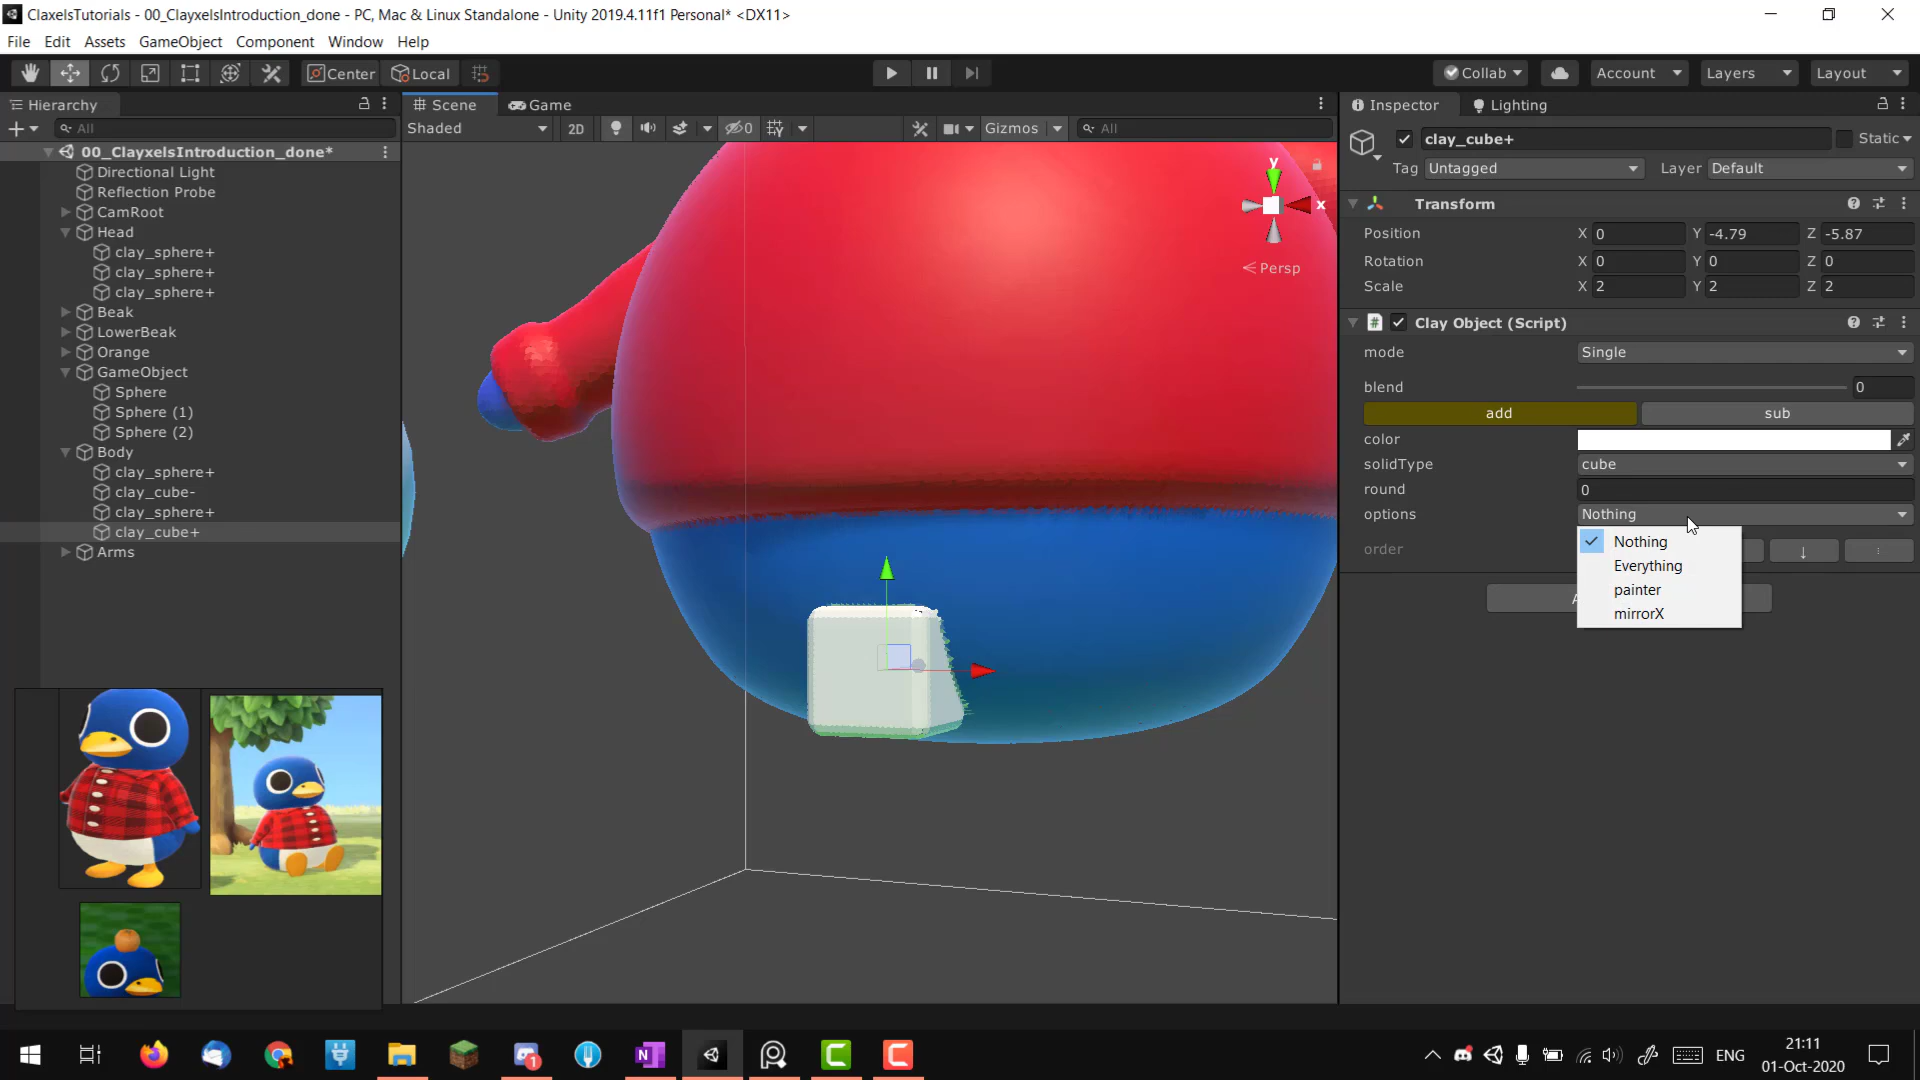 ClaxelsTutorials - 00_ClayxelsIntroduction_done - PC, Mac & Linux Standalone - Unity 2019.4.11f1 Personal* <DX11>
File Edit Assets GameObject Component Window Help
Center Local Collab Account Layers Layout
Hierarchy
All
00_ClayxelsIntroduction_done*
Directional Light
Reflection Probe
CamRoot
Head
clay_sphere+
clay_sphere+
clay_sphere+
Beak
LowerBeak
Orange
GameObject
Sphere
Sphere (1)
Sphere (2)
Body
clay_sphere+
clay_cube-
clay_sphere+
clay_cube+
Arms
Scene Game
Shaded 2D 0 Gizmos All
y
x
< Persp
Inspector Lighting
clay_cube+ Static
Tag Untagged Layer Default
Transform
Position X 0 Y -4.79 Z -5.87
Rotation X 0 Y 0 Z 0
Scale X 2 Y 2 Z 2
# Clay Object (Script)
mode Single
blend 0
add sub
color
solidType cube
round 0
options Nothing
order ↓
Nothing
Everything
painter
mirrorX
A
1
ENG
21:11
01-Oct-2020